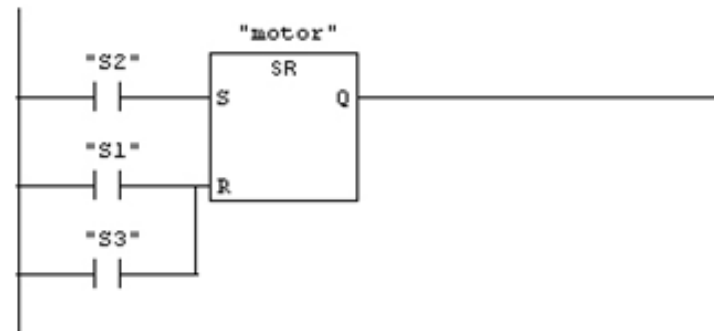 "motor"
"S2"
SR
S Q
"S1"
R
"S3"